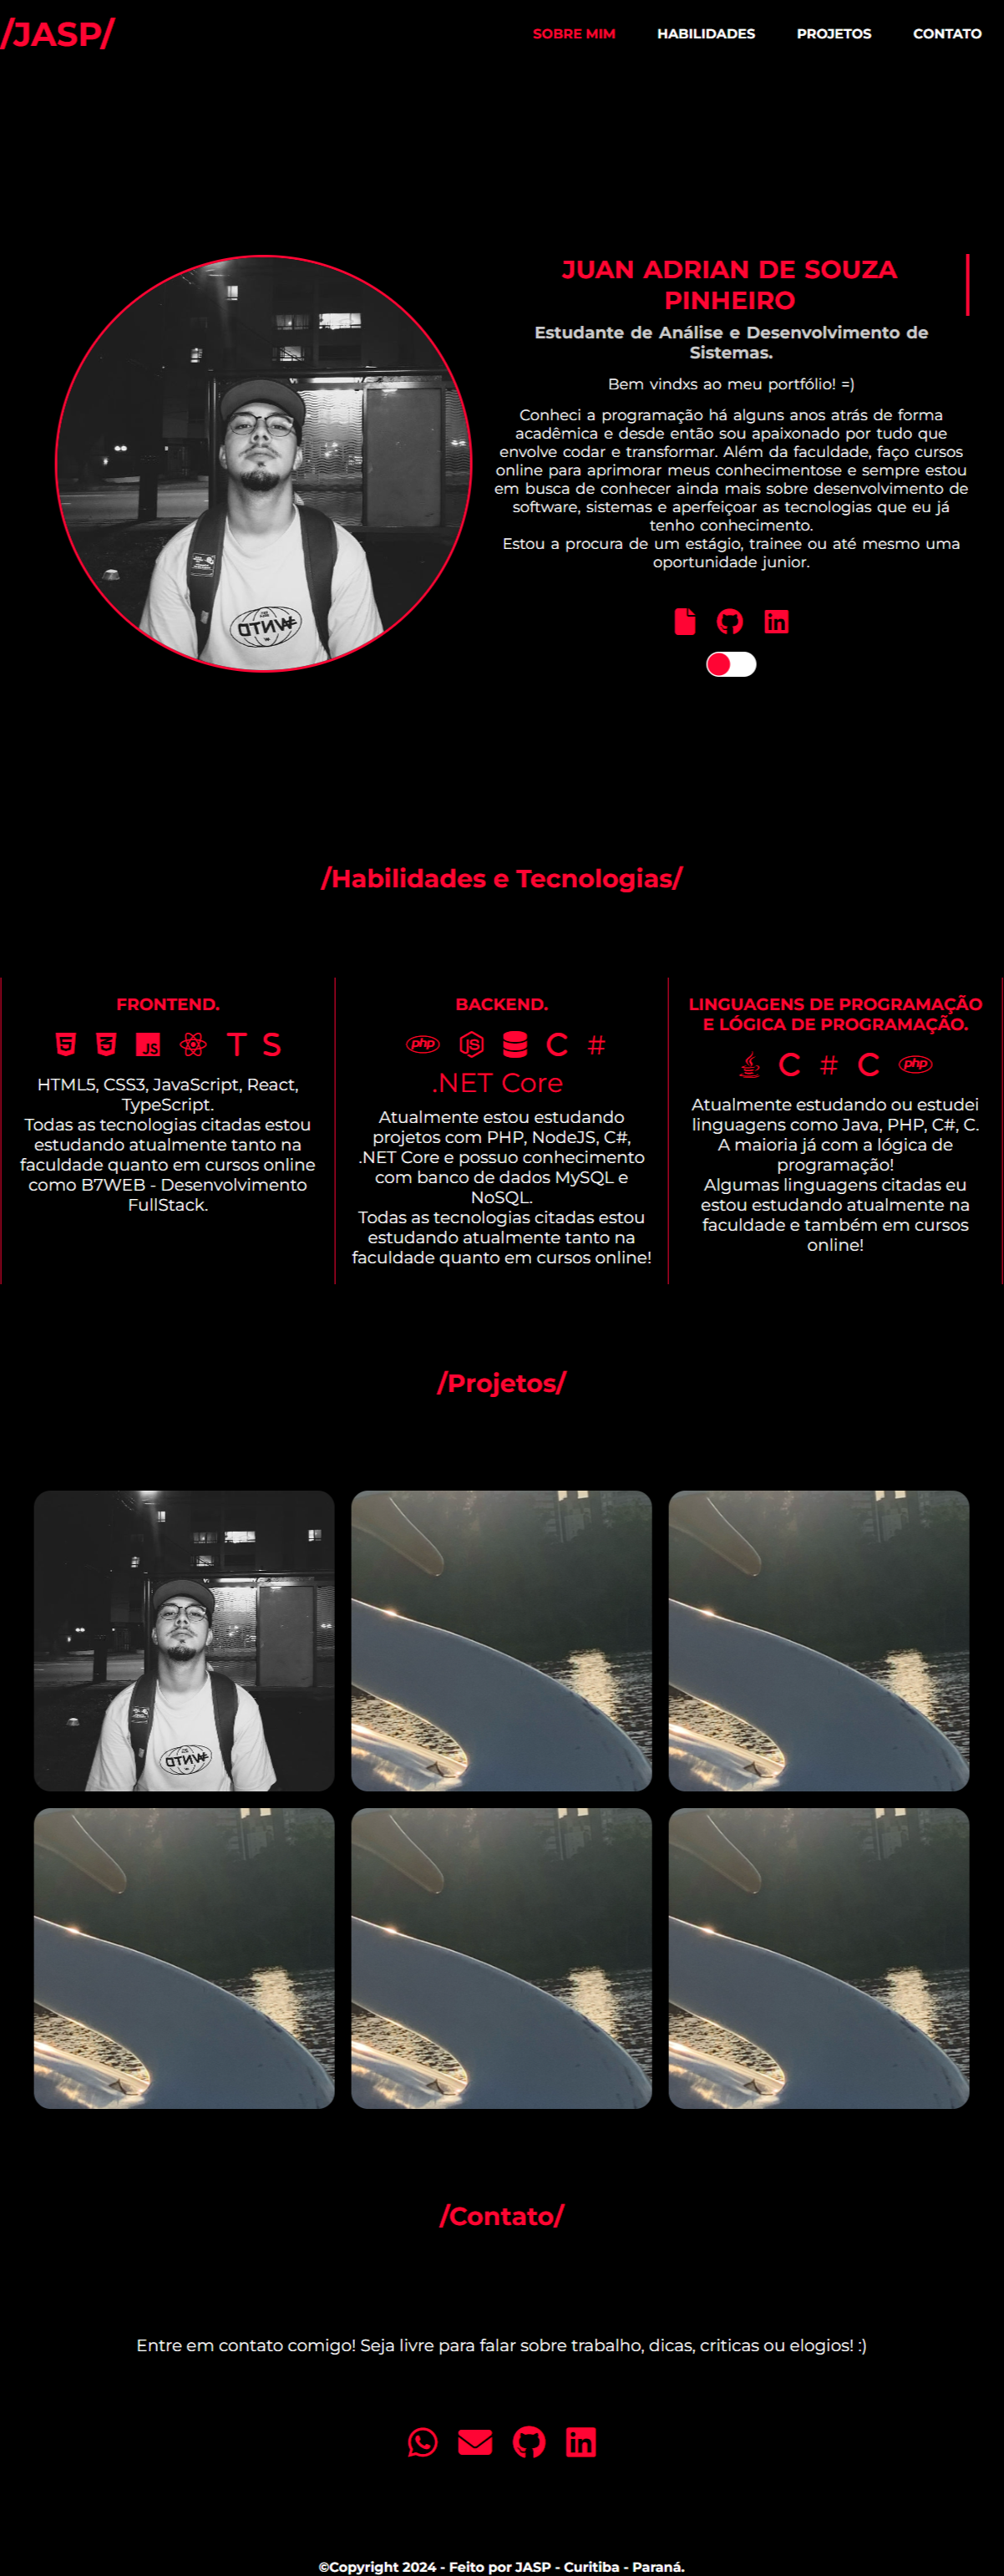 /JASP/
SOBRE MIM HABILIDADES PROJETOS CONTATO
JUAN ADRIAN DE SOUZA
PINHEIRO
Estudante de Análise e Desenvolvimento de
Sistemas.
Bem vindxs ao meu portfólio! =)
Conheci a programação há alguns anos atrás de forma
acadêmica e desde então sou apaixonado por tudo que
envolve codar e transformar. Além da faculdade, faço cursos
online para aprimorar meus conhecimentose e sempre estou
em busca de conhecer ainda mais sobre desenvolvimento de
software, sistemas e aperfeiçoar as tecnologias que eu já
tenho conhecimento.
Estou a procura de um estágio, trainee ou até mesmo uma
oportunidade junior.
in
/Habilidades e Tecnologias/
FRONTEND.
5 3 JS T S
HTML5, CSS3, JavaScript, React,
TypeScript.
Todas as tecnologias citadas estou
estudando atualmente tanto na
faculdade quanto em cursos online
como B7WEB - Desenvolvimento
FullStack.
BACKEND.
php JS C #
.NET Core
Atualmente estou estudando
projetos com PHP, NodeJS, C#,
.NET Core e possuo conhecimento
com banco de dados MySQL e
NoSQL.
Todas as tecnologias citadas estou
estudando atualmente tanto na
faculdade quanto em cursos online!
LINGUAGENS DE PROGRAMAÇÃO
E LÓGICA DE PROGRAMAÇÃO.
C # C php
Atualmente estudando ou estudei
linguagens como Java, PHP, C#, C.
A maioria já com a lógica de
programação!
Algumas linguagens citadas eu
estou estudando atualmente na
faculdade e também em cursos
online!
/Projetos/
/Contato/
Entre em contato comigo! Seja livre para falar sobre trabalho, dicas, criticas ou elogios! :)
in
©Copyright 2024 - Feito por JASP - Curitiba - Paraná.